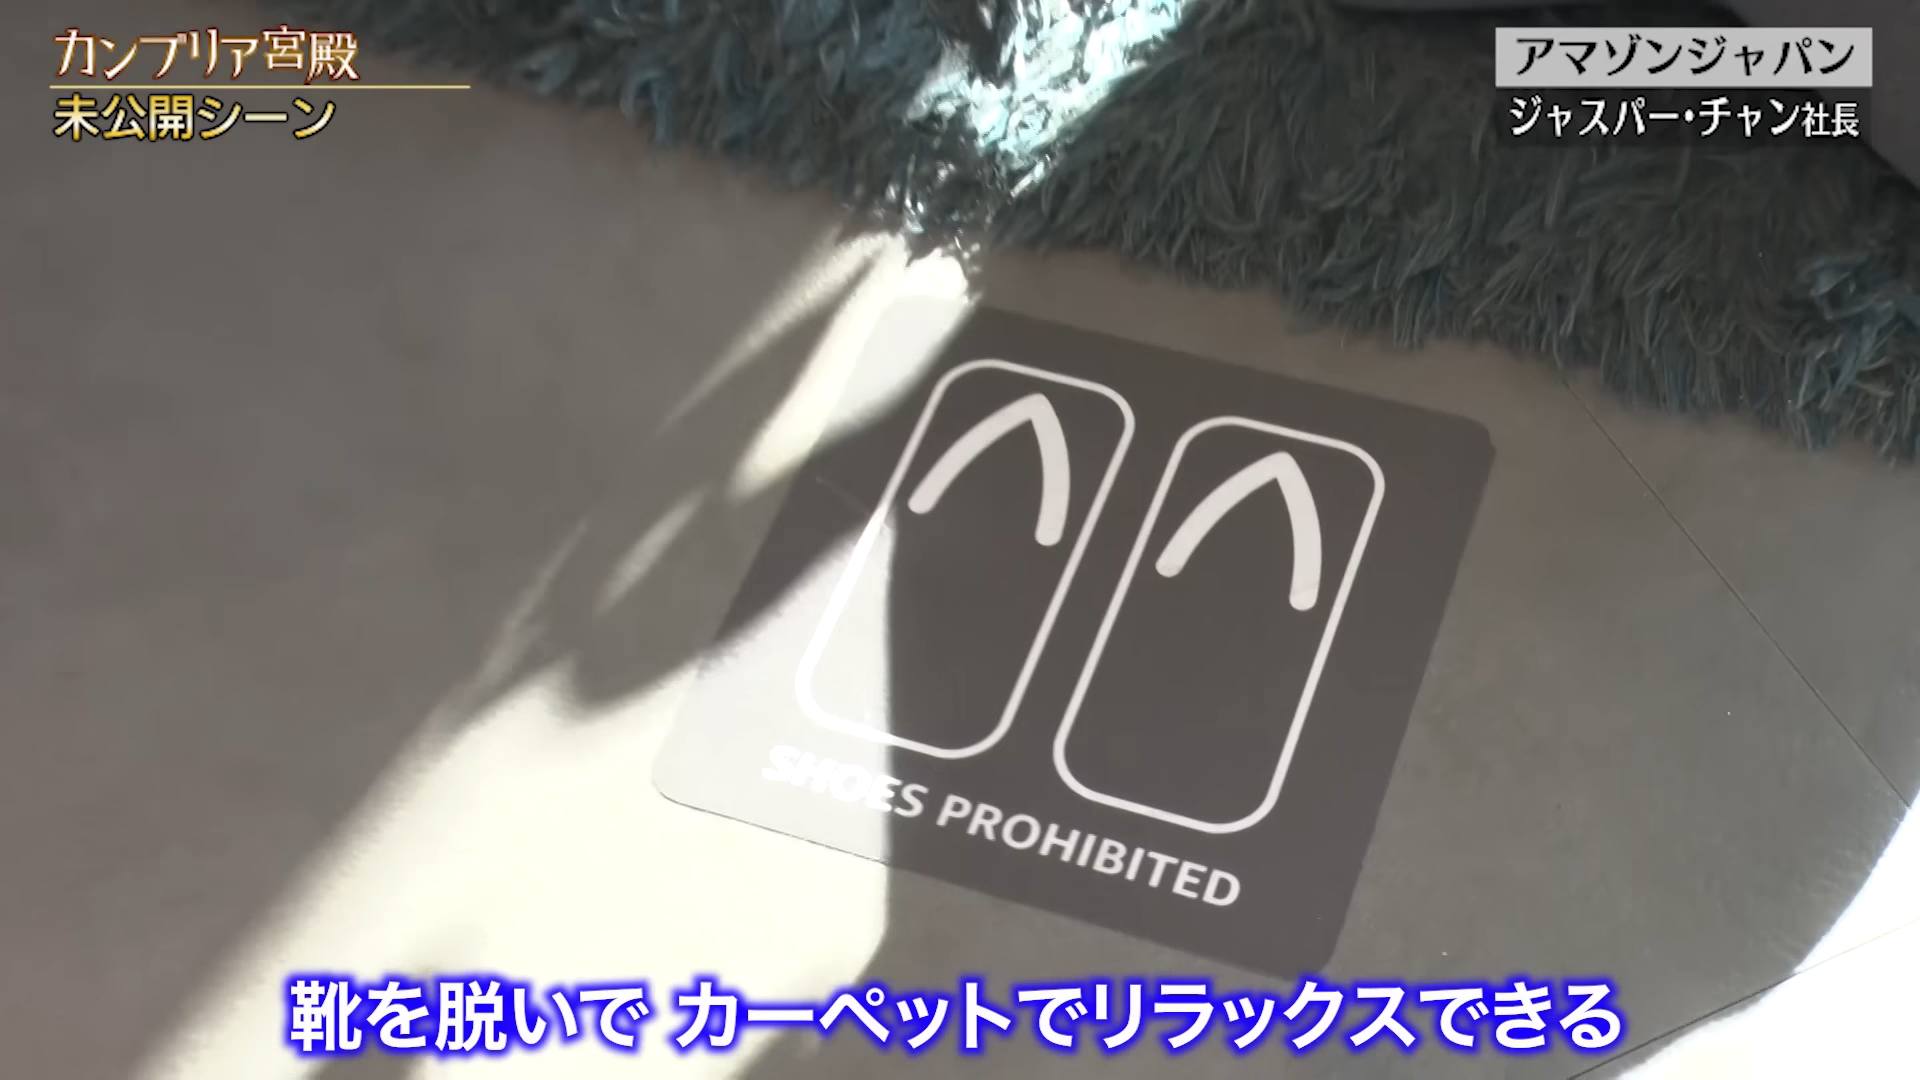 カンブリア宮殿
未公開シーン
アマゾンジャパン
ジャスパー・チャン社長
SHOES PROHIBITED
靴を脱いで カーペットでリラックスできる